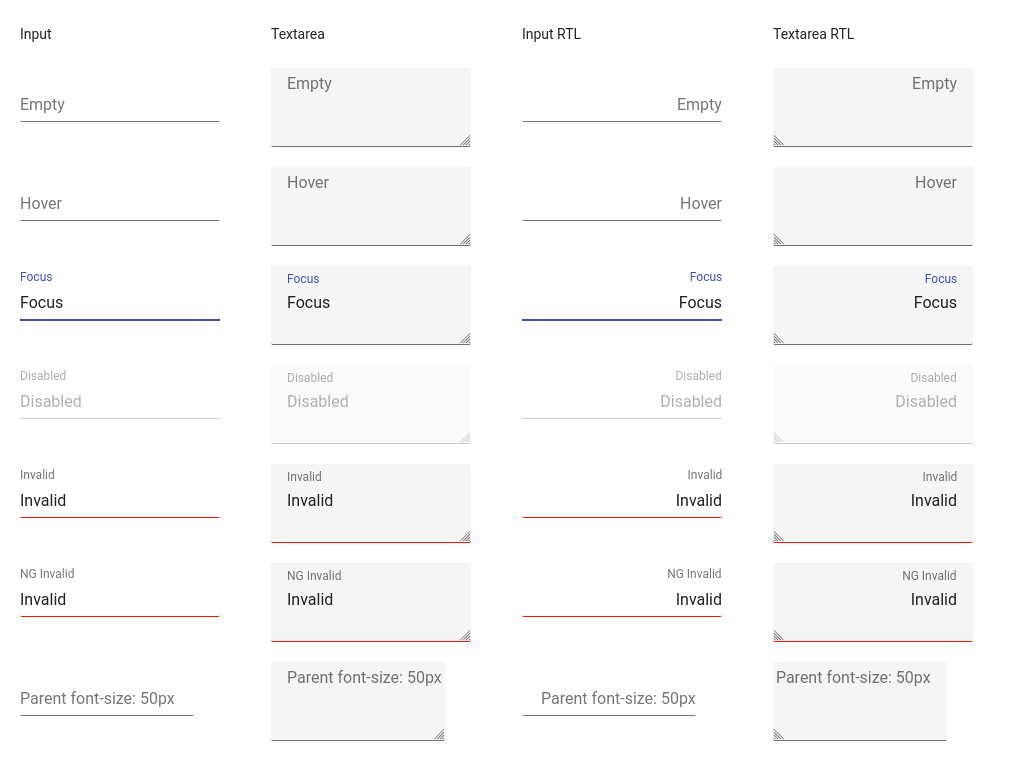 Input
Textarea
Input RTL
Textarea RTL
Empty
Empty
Empty
Empty
Hover
Hover
Hover
Hover
Focus
Focus
Focus
Focus
Focus
Focus
Focus
Focus
Disabled
Disabled
Disabled
Disabled
Disabled
Disabled
Disabled
Disabled
Invalid
Invalid
Invalid
Invalid
Invalid
Invalid
Invalid
Invalid
NG Invalid
Invalid
NG Invalid
Invalid
NG Invalid
Invalid
NG Invalid
Invalid
Parent font-size: 50px
Parent font-size: 50px
Parent font-size: 50px
Parent font-size: 50px